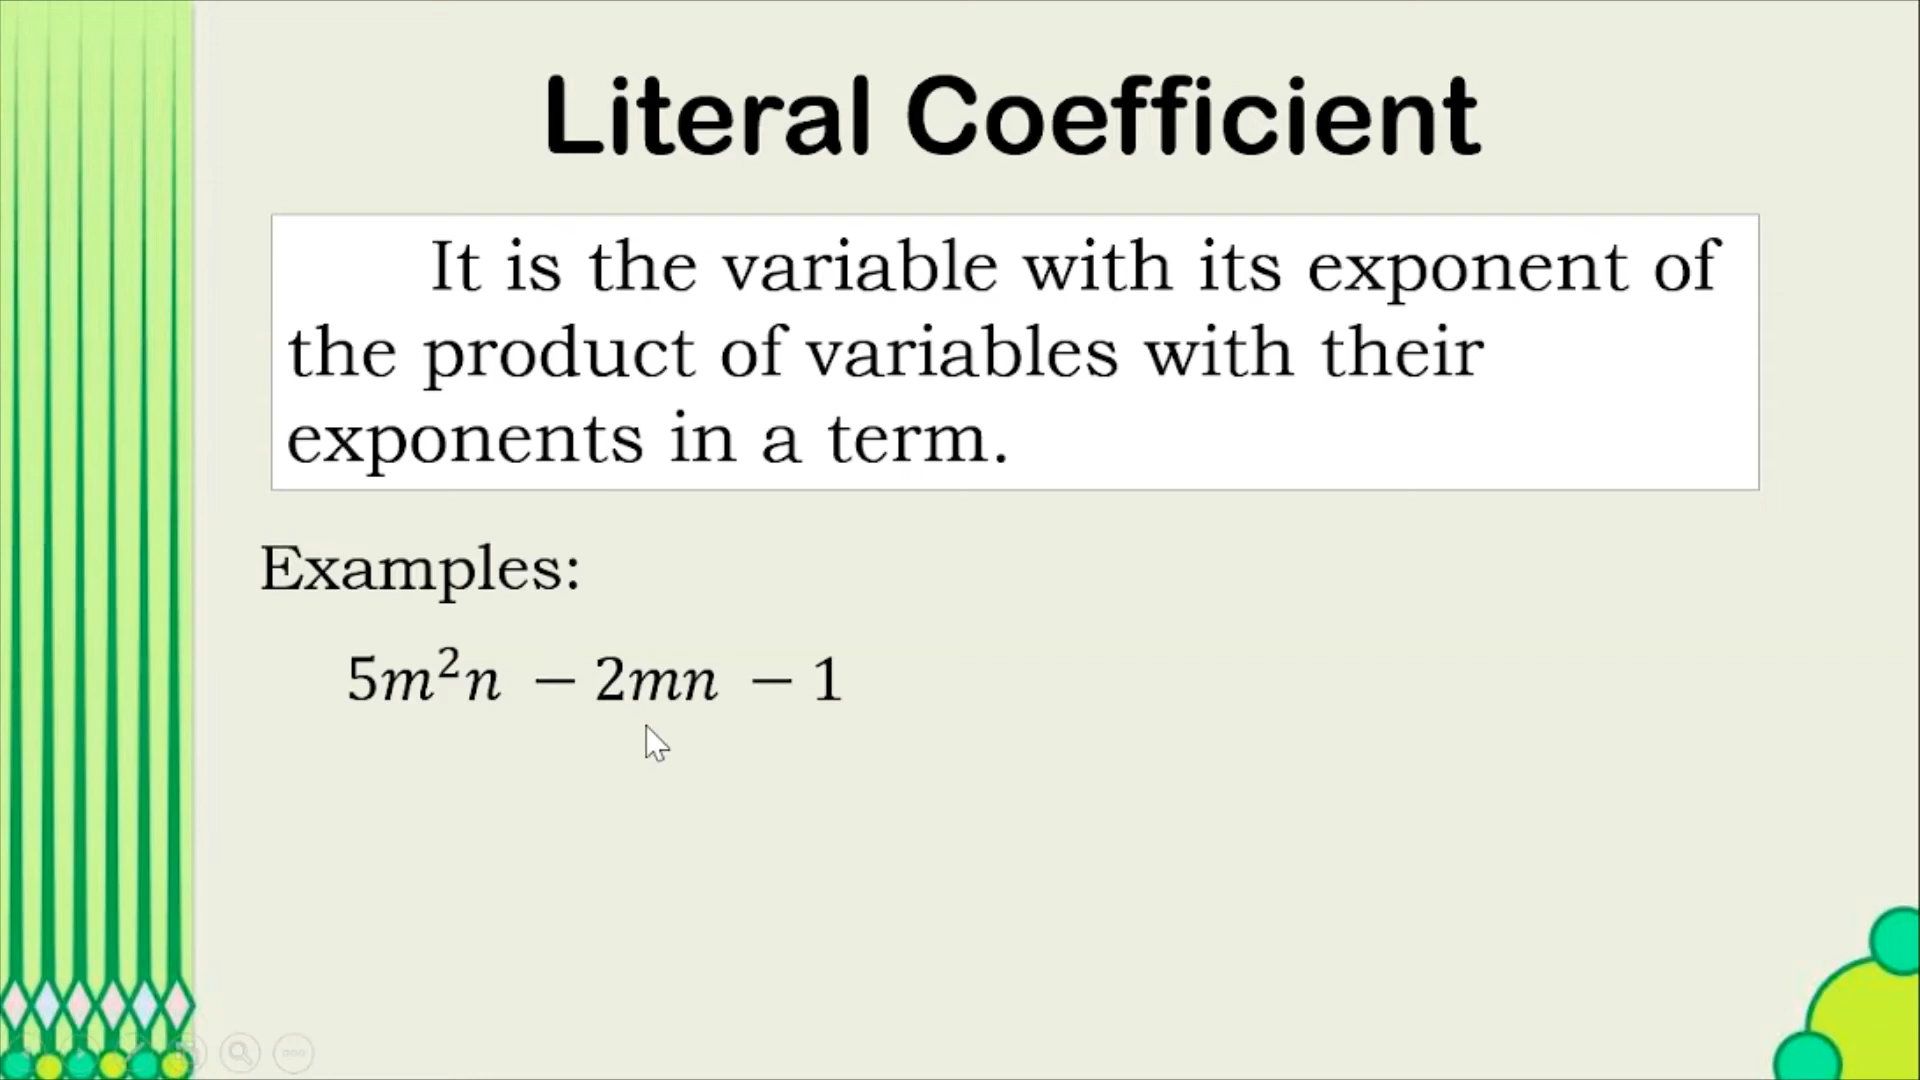 Literal Coefficient
It is the variable with its exponent of
the product of variables with their
exponents in a term.
Examples:
5m²n − 2mn − 1